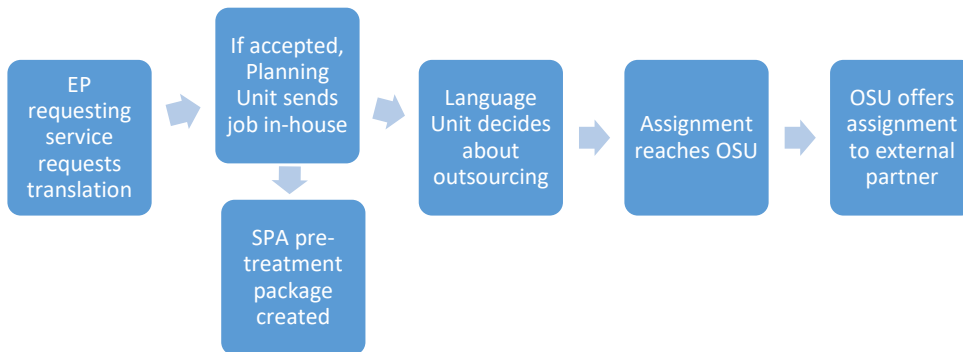 EP
requesting
service
requests
translation
If accepted,
Planning
Unit sends
job in-house
SPA pre-
treatment
package
created
Language
Unit decides
about
outsourcing
Assignment
reaches OSU
OSU offers
assignment
to external
partner